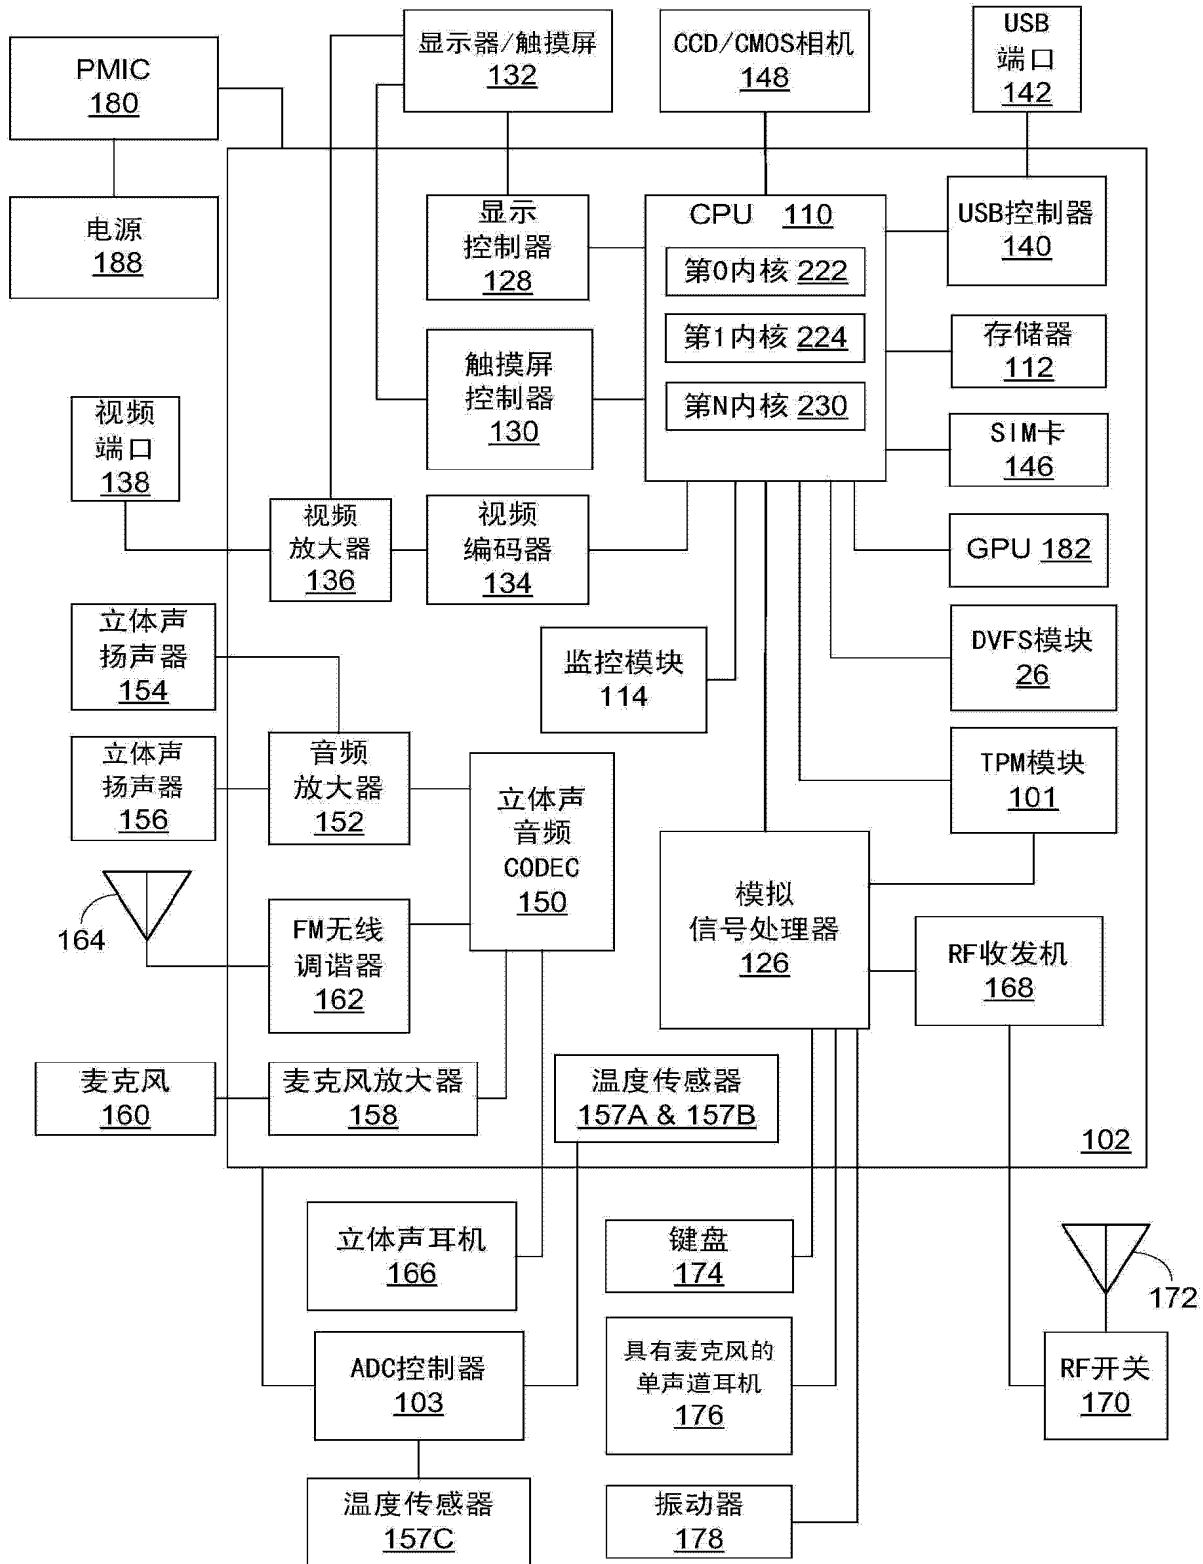 PMIC
180
显示器/触摸屏
132
CCD/CMOS相机
148
USB
端口
142
电源
188
显示
控制器
128
CPU 110
第0内核 222
第1内核 224
第N内核 230
USB控制器
140
触摸屏
控制器
130
存储器
112
视频
端口
138
SIM卡
146
视频
放大器
136
视频
编码器
134
GPU 182
立体声
扬声器
154
监控模块
114
DVFS模块
26
立体声
扬声器
156
音频
放大器
152
立体声
音频
CODEC
150
TPM模块
101
164
FM无线
调谐器
162
模拟
信号处理器
126
RF收发机
168
麦克风
160
麦克风放大器
158
温度传感器
157A & 157B
102
立体声耳机
166
键盘
174
172
ADC控制器
103
具有麦克风的
单声道耳机
176
RF开关
170
温度传感器
157C
振动器
178